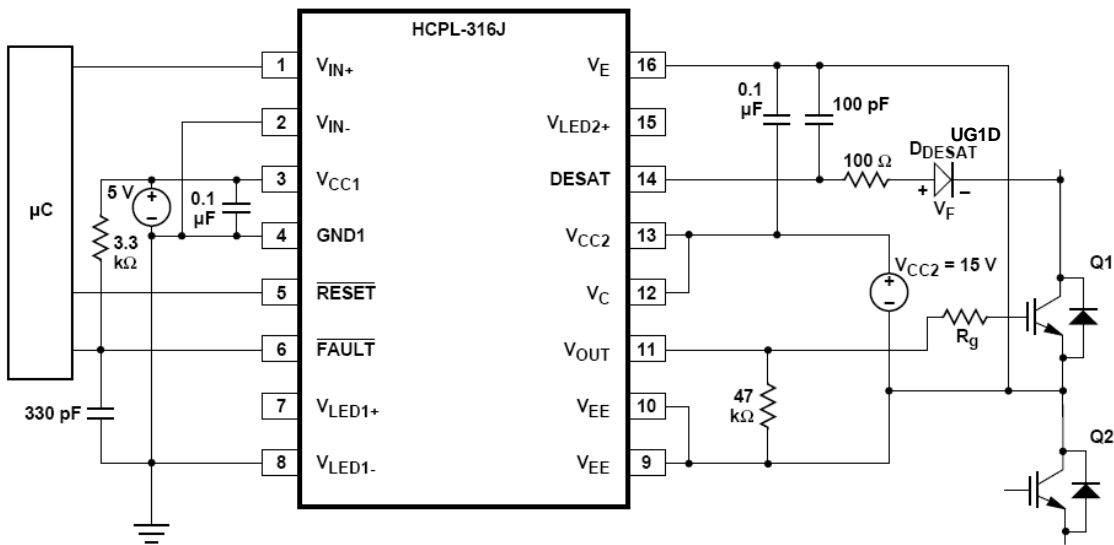 HCPL-316J
µC
1 V_IN+
2 V_IN-
3 V_CC1
4 GND1
5 RESET
6 FAULT
7 V_LED1+
8 V_LED1-
V_E 16
V_LED2+ 15
DESAT 14
V_CC2 13
V_C 12
V_OUT 11
V_EE 10
V_EE 9
5 V
+
−
0.1
µF
3.3
kΩ
330 pF
0.1
µF
100 pF
100 Ω
D_DESAT
UG1D
+ −
V_F
V_CC2 = 15 V
+
−
R_g
47
kΩ
Q1
Q2